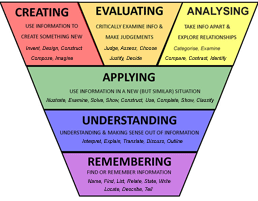 CREATING
USE INFORMATION TO
CREATE SOMETHING NEW
Invent, Design, Construct
Compose, Imagine
EVALUATING
CRITICALLY EXAMINE INFO &
MAKE JUDGEMENTS
Judge, Assess, Choose
Justify, Decide
ANALYSING
TAKE INFO APART &
EXPLORE RELATIONSHIPS
Categorise, Examine
Compare, Contrast, Identify
APPLYING
USE INFORMATION IN A NEW (BUT SIMILAR) SITUATION
Illustrate, Examine, Solve, Show, Construct, Use, Complete, Show, Classify
UNDERSTANDING
UNDERSTANDING & MAKING SENSE OUT OF INFORMATION
Interpret, Explain, Translate, Discuss, Outline
REMEMBERING
FIND OR REMEMBER INFORMATION
Name, Find, List, Relate, State, Write
Locate, Describe, Tell